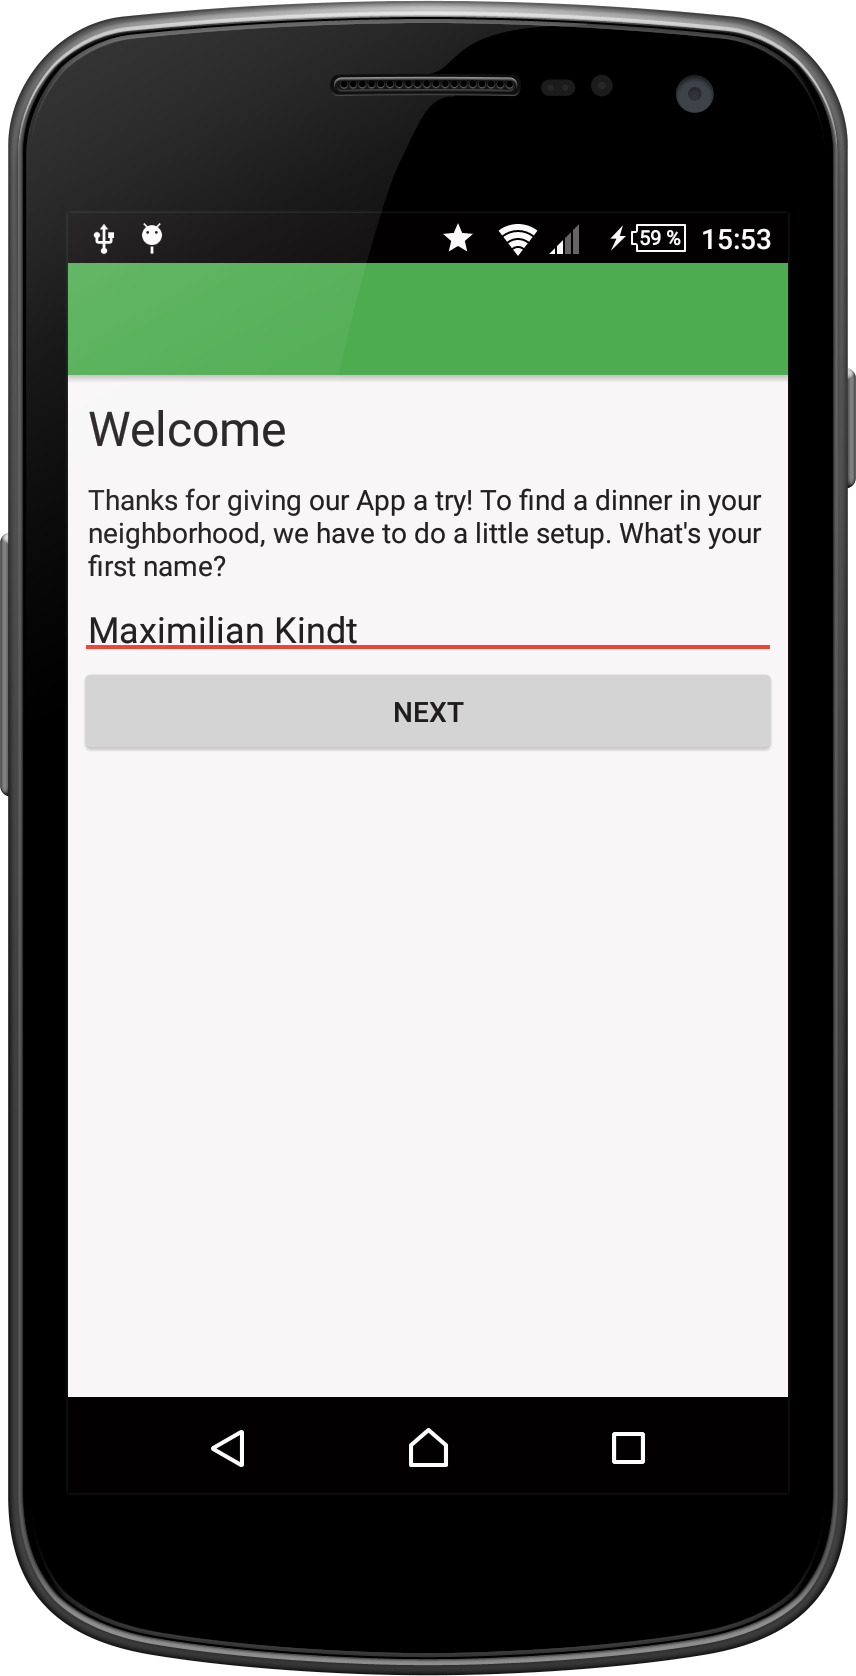 59 % 15:53
Welcome
Thanks for giving our App a try! To find a dinner in your
neighborhood, we have to do a little setup. What's your
first name?
Maximilian Kindt
NEXT